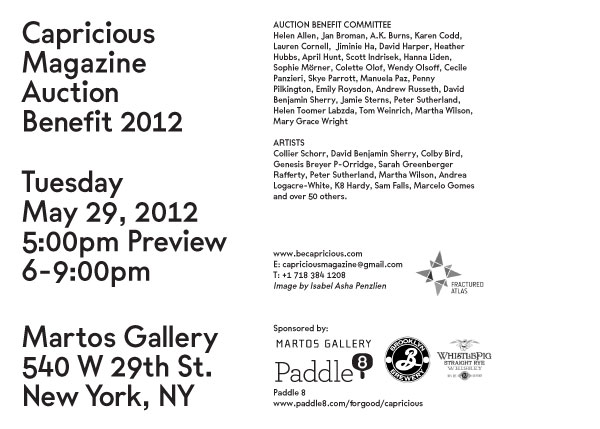 Capricious
Magazine
Auction
Benefit 2012
Tuesday
May 29, 2012
5:00pm Preview
6-9:00pm
Martos Gallery
540 W 29th St.
New York, NY
AUCTION BENEFIT COMMITTEE
Helen Allen, Jan Broman, A.K. Burns, Karen Codd,
Lauren Cornell, Jiminie Ha, David Harper, Heather
Hubbs, April Hunt, Scott Indrisek, Hanna Liden,
Sophie Mörner, Colette Olof, Wendy Olsoff, Cecile
Panzieri, Skye Parrott, Manuela Paz, Penny
Pilkington, Emily Roysdon, Andrew Russeth, David
Benjamin Sherry, Jamie Sterns, Peter Sutherland,
Helen Toomer Labzda, Tom Weinrich, Martha Wilson,
Mary Grace Wright
ARTISTS
Collier Schorr, David Benjamin Sherry, Colby Bird,
Genesis Breyer P-Orridge, Sarah Greenberger
Rafferty, Peter Sutherland, Martha Wilson, Andrea
Logacre-White, K8 Hardy, Sam Falls, Marcelo Gomes
and over 50 others.
www.becapricious.com
E: capriciousmagazine@gmail.com
T: +1 718 384 1208
Image by Isabel Asha Penzlien
FRACTURED
ATLAS
Sponsored by:
MARTOS GALLERY
Paddle8
BROOKLYN
B
BREWERY
WHISTLEPIG
STRAIGHT RYE
WHISKEY
Paddle 8
www.paddle8.com/forgood/capricious